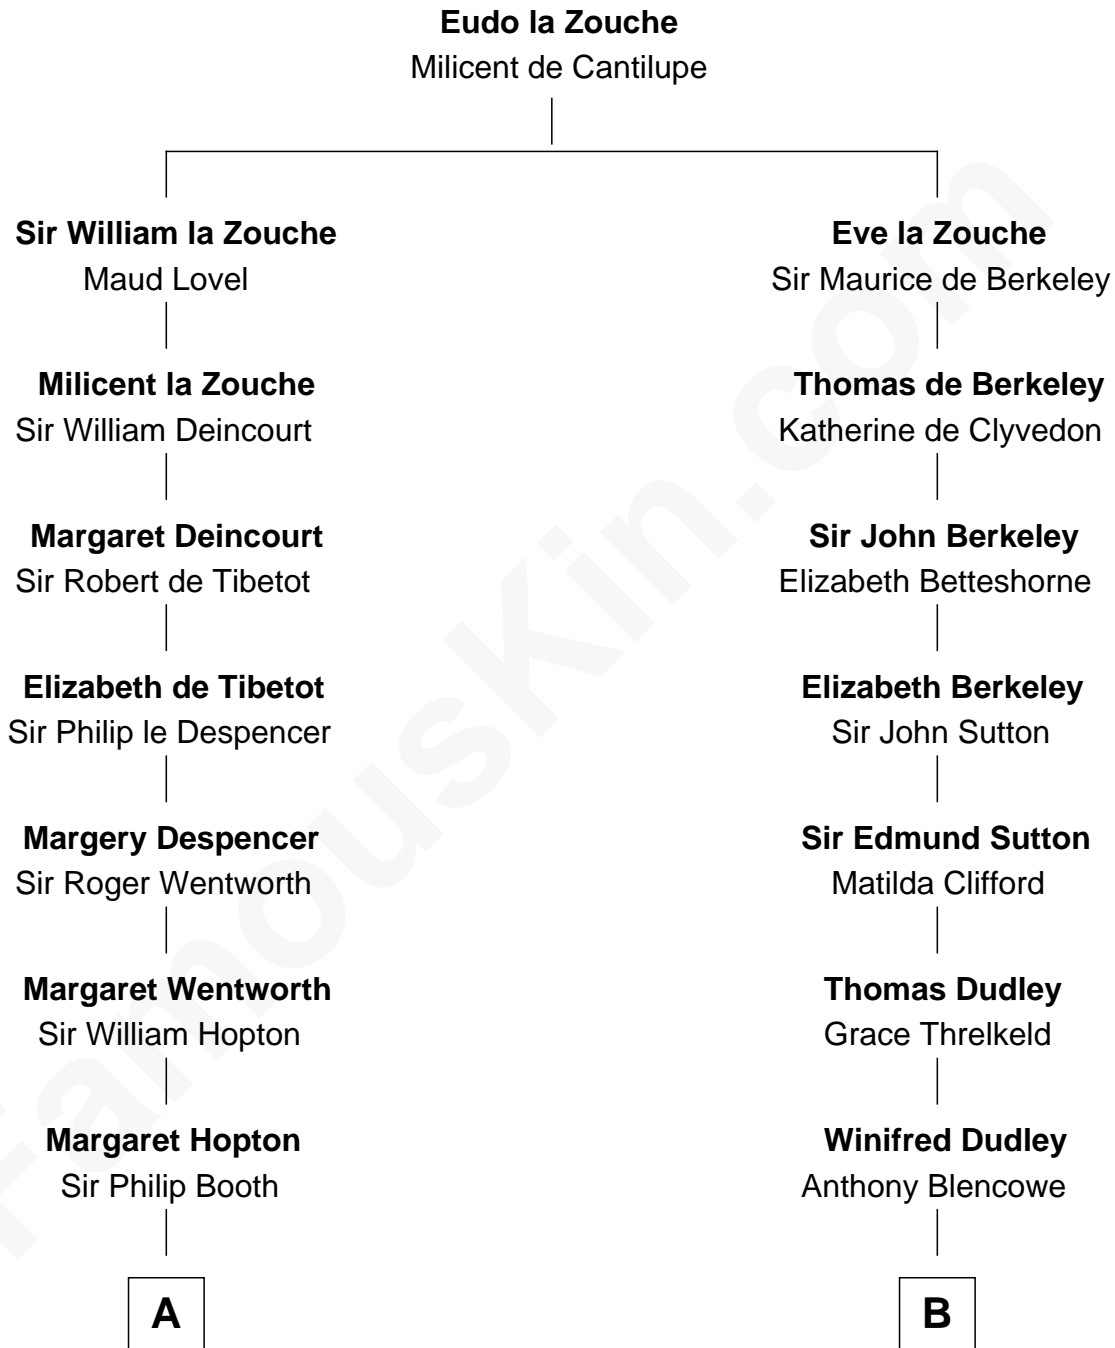 Eudo la Zouche
Milicent de Cantilupe
Sir William la Zouche
Maud Lovel
Eve la Zouche
Sir Maurice de Berkeley
Milicent la Zouche
Sir William Deincourt
Thomas de Berkeley
Katherine de Clyvedon
Margaret Deincourt
Sir Robert de Tibetot
Sir John Berkeley
Elizabeth Betteshorne
Elizabeth de Tibetot
Sir Philip le Despencer
Elizabeth Berkeley
Sir John Sutton
Margery Despencer
Sir Roger Wentworth
Sir Edmund Sutton
Matilda Clifford
Margaret Wentworth
Sir William Hopton
Thomas Dudley
Grace Threlkeld
Margaret Hopton
Sir Philip Booth
Winifred Dudley
Anthony Blencowe
A
B
FamousKin.com